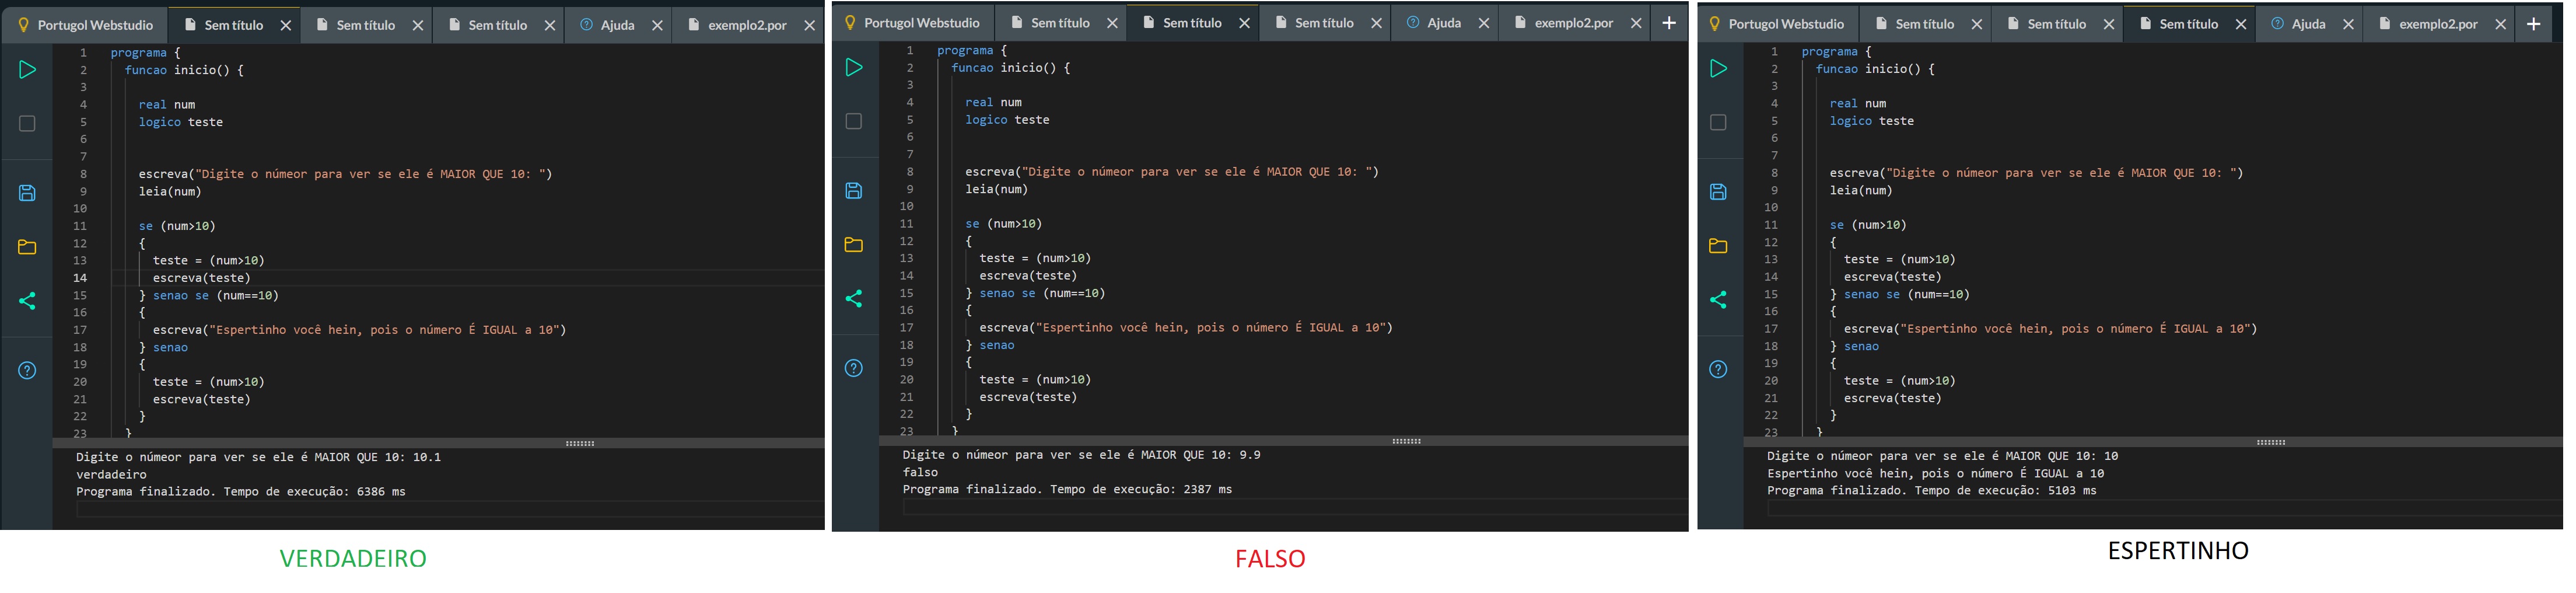 Portugol Webstudio Sem título Sem título Sem título Ajuda exemplo2.por
1 programa {
2 funcao inicio() {
3
4 real num
5 logico teste
6
7
8 escreva("Digite o númeor para ver se ele é MAIOR QUE 10: ")
9 leia(num)
10
11 se (num>10)
12 {
13 teste = (num>10)
14 escreva(teste)
15 } senao se (num==10)
16 {
17 escreva("Espertinho você hein, pois o número É IGUAL a 10")
18 } senao
19 {
20 teste = (num>10)
21 escreva(teste)
22 }
23 }
Digite o númeor para ver se ele é MAIOR QUE 10: 10.1
verdadeiro
Programa finalizado. Tempo de execução: 6386 ms
VERDADEIRO
Portugol Webstudio Sem título Sem título Sem título Ajuda exemplo2.por
1 programa {
2 funcao inicio() {
3
4 real num
5 logico teste
6
7
8 escreva("Digite o númeor para ver se ele é MAIOR QUE 10: ")
9 leia(num)
10
11 se (num>10)
12 {
13 teste = (num>10)
14 escreva(teste)
15 } senao se (num==10)
16 {
17 escreva("Espertinho você hein, pois o número É IGUAL a 10")
18 } senao
19 {
20 teste = (num>10)
21 escreva(teste)
22 }
23 }
Digite o númeor para ver se ele é MAIOR QUE 10: 9.9
falso
Programa finalizado. Tempo de execução: 2387 ms
FALSO
Portugol Webstudio Sem título Sem título Sem título Ajuda exemplo2.por
1 programa {
2 funcao inicio() {
3
4 real num
5 logico teste
6
7
8 escreva("Digite o númeor para ver se ele é MAIOR QUE 10: ")
9 leia(num)
10
11 se (num>10)
12 {
13 teste = (num>10)
14 escreva(teste)
15 } senao se (num==10)
16 {
17 escreva("Espertinho você hein, pois o número É IGUAL a 10")
18 } senao
19 {
20 teste = (num>10)
21 escreva(teste)
22 }
23 }
Digite o númeor para ver se ele é MAIOR QUE 10: 10
Espertinho você hein, pois o número É IGUAL a 10
Programa finalizado. Tempo de execução: 5103 ms
ESPERTINHO